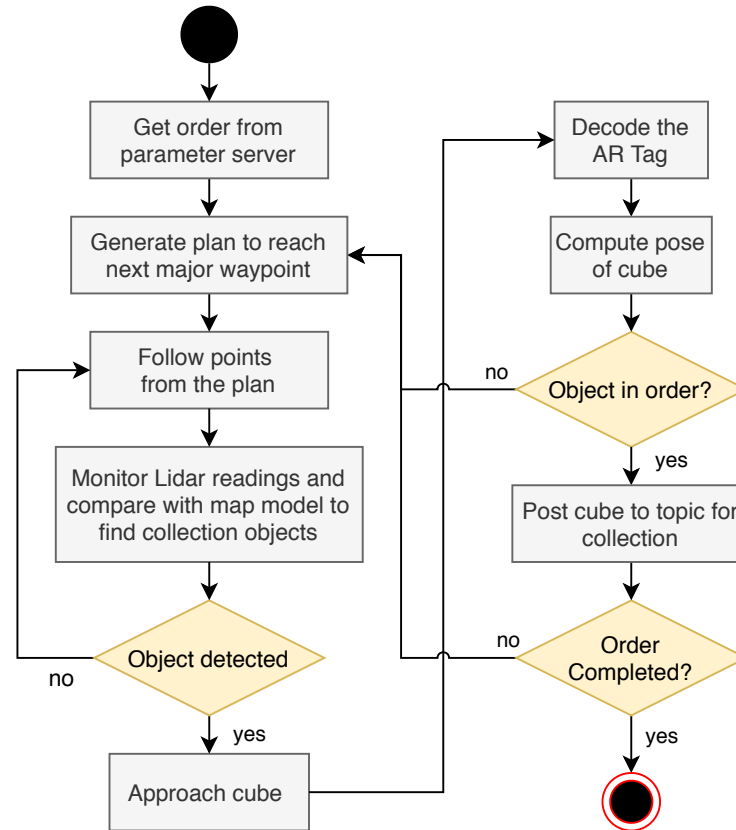 Get order from
parameter server
Generate plan to reach
next major waypoint
Follow points
from the plan
Monitor Lidar readings and
compare with map model to
find collection objects
Object detected
no
yes
Approach cube
Decode the
AR Tag
Compute pose
of cube
Object in order?
no
yes
Post cube to topic for
collection
Order
Completed?
no
yes